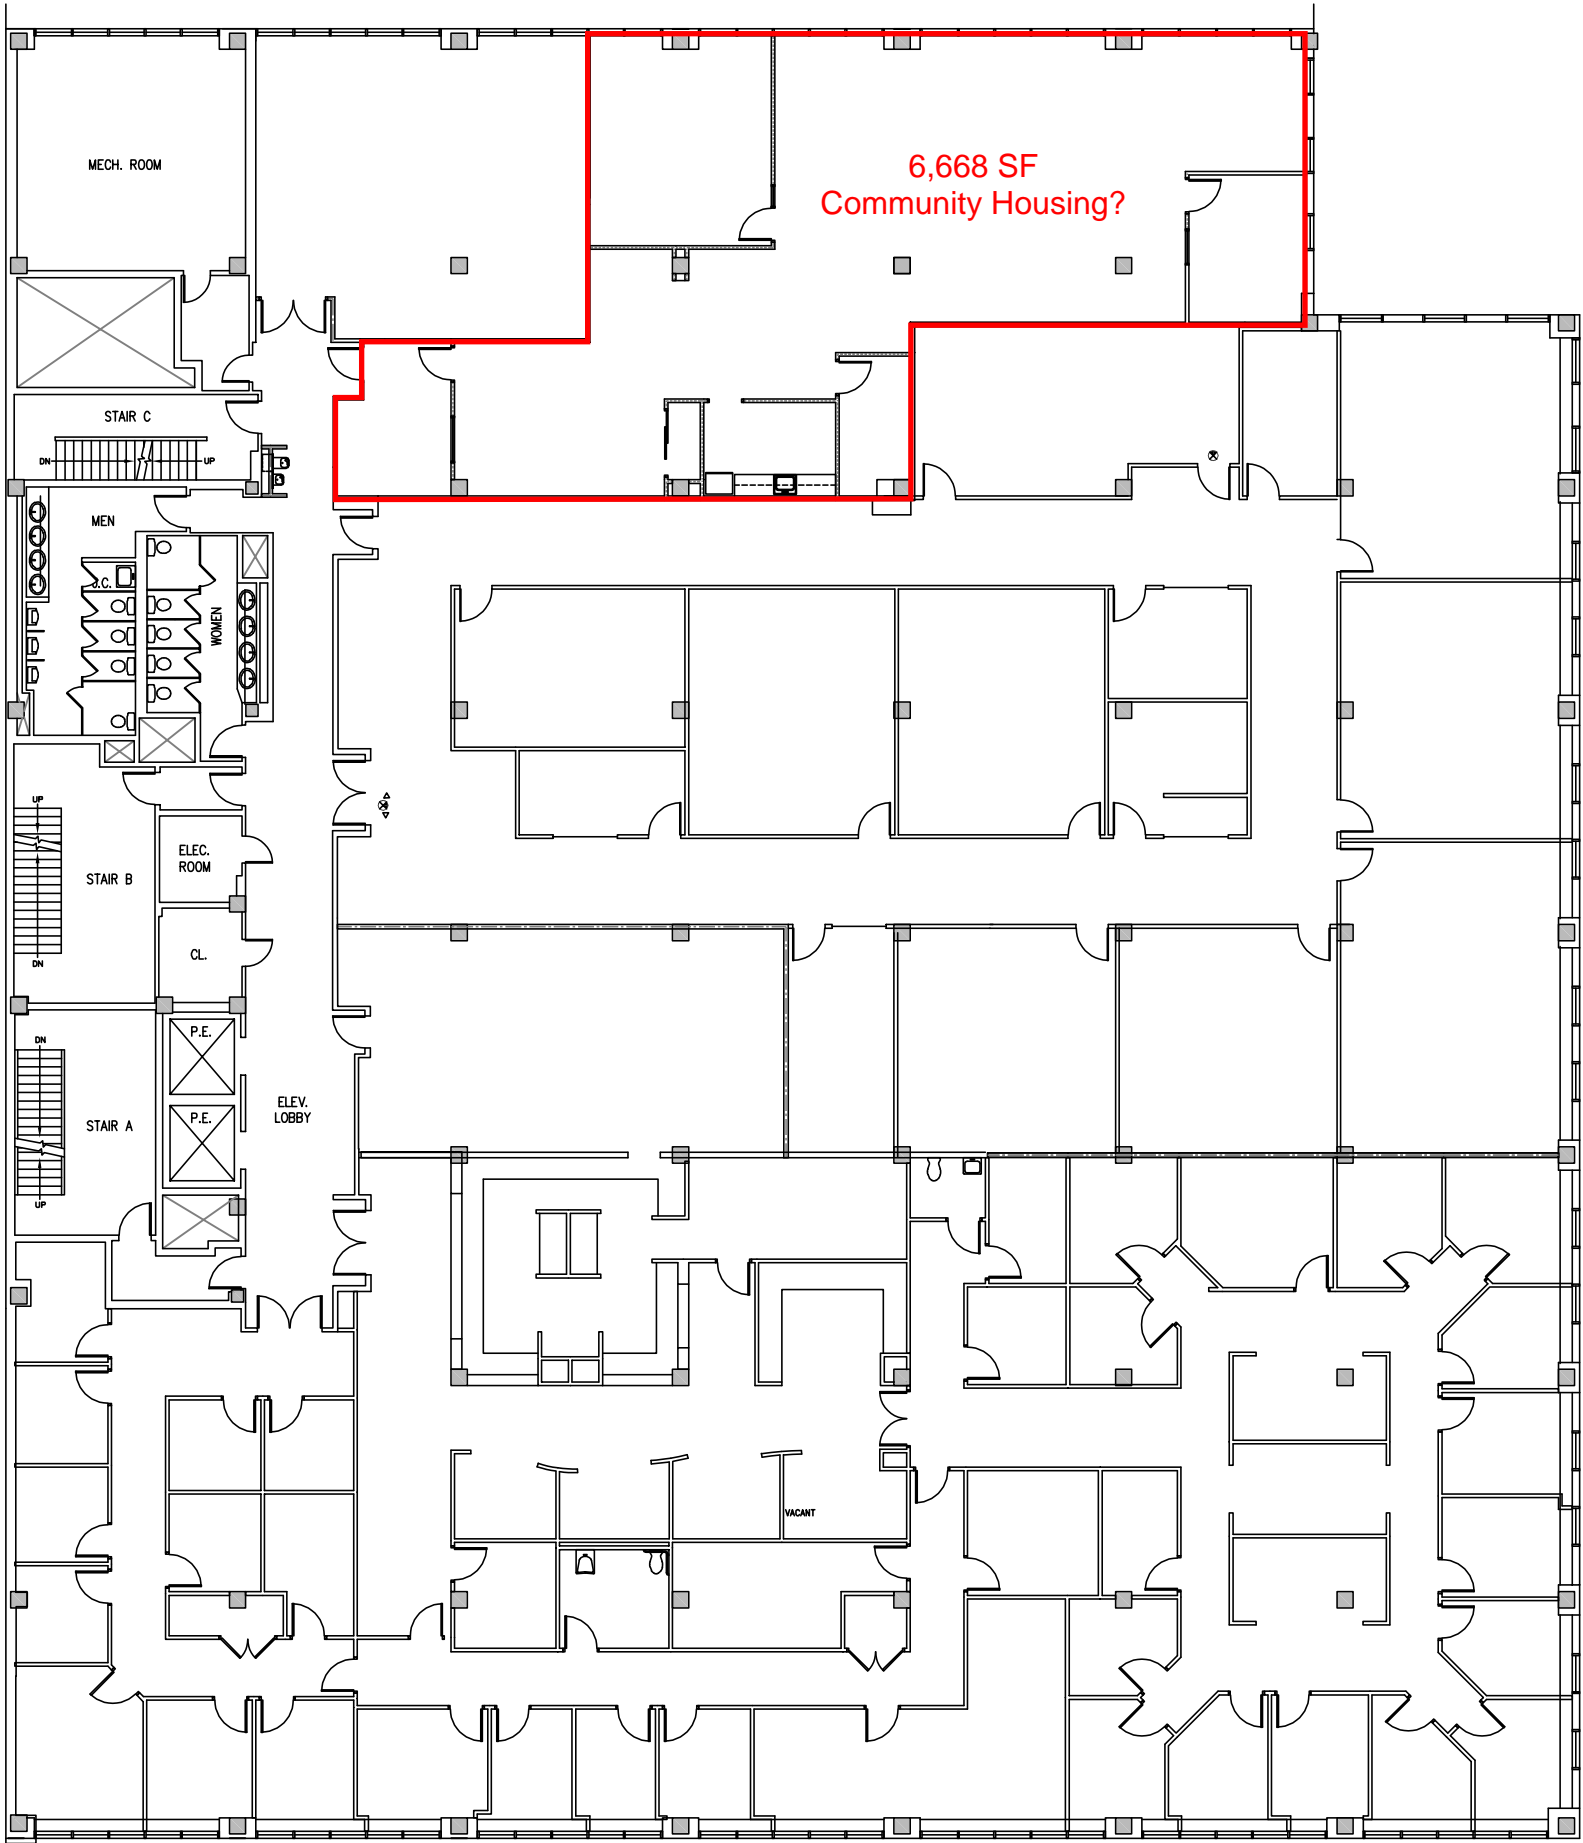 MECH. ROOM
6,668 SF
Community Housing?
STAIR C
DN
UP
MEN
J.C.
WOMEN
UP
ELEC.
ROOM
STAIR B
CL.
DN
P.E.
DN
ELEV.
LOBBY
P.E.
STAIR A
UP
VACANT